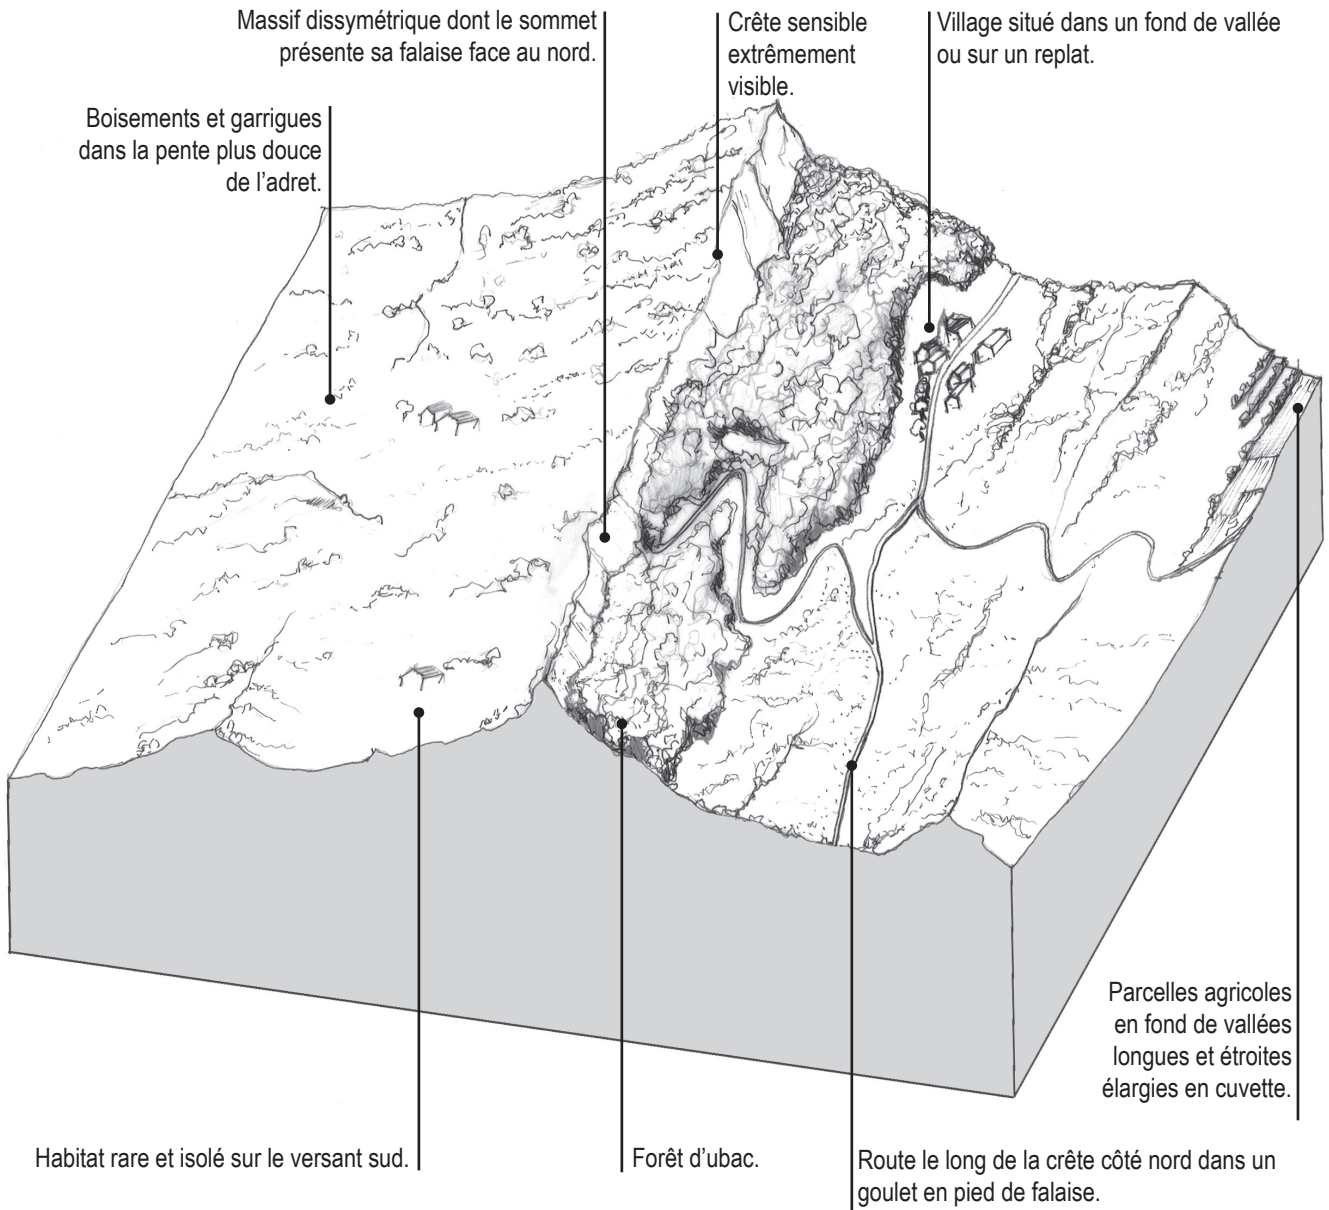 Massif dissymétrique dont le sommet
présente sa falaise face au nord.
Crête sensible
extrêmement
visible.
Village situé dans un fond de vallée
ou sur un replat.
Boisements et garrigues
dans la pente plus douce
de l’adret.
Parcelles agricoles
en fond de vallées
longues et étroites
élargies en cuvette.
Habitat rare et isolé sur le versant sud.
Forêt d’ubac.
Route le long de la crête côté nord dans un
goulet en pied de falaise.